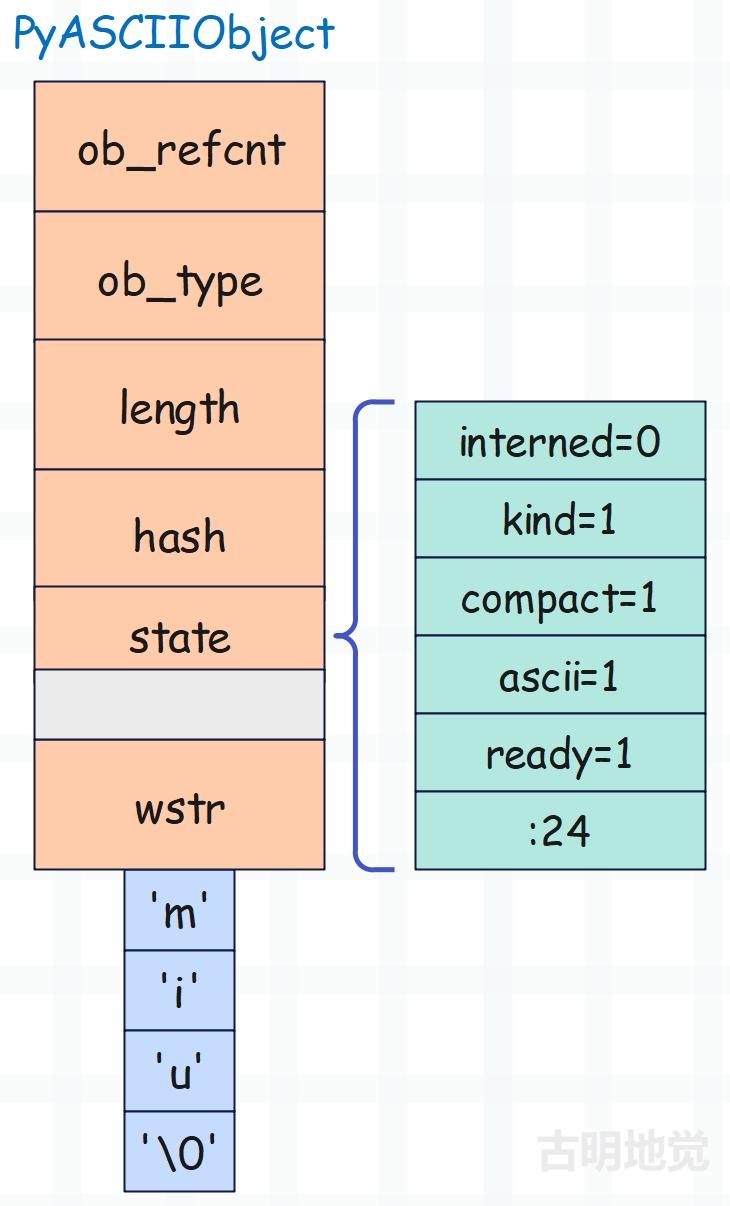 PyASCIIObject
ob_refcnt
ob_type
length
hash
state
wstr
'm'
'i'
'u'
'\0'
interned=0
kind=1
compact=1
ascii=1
ready=1
:24
古明地觉